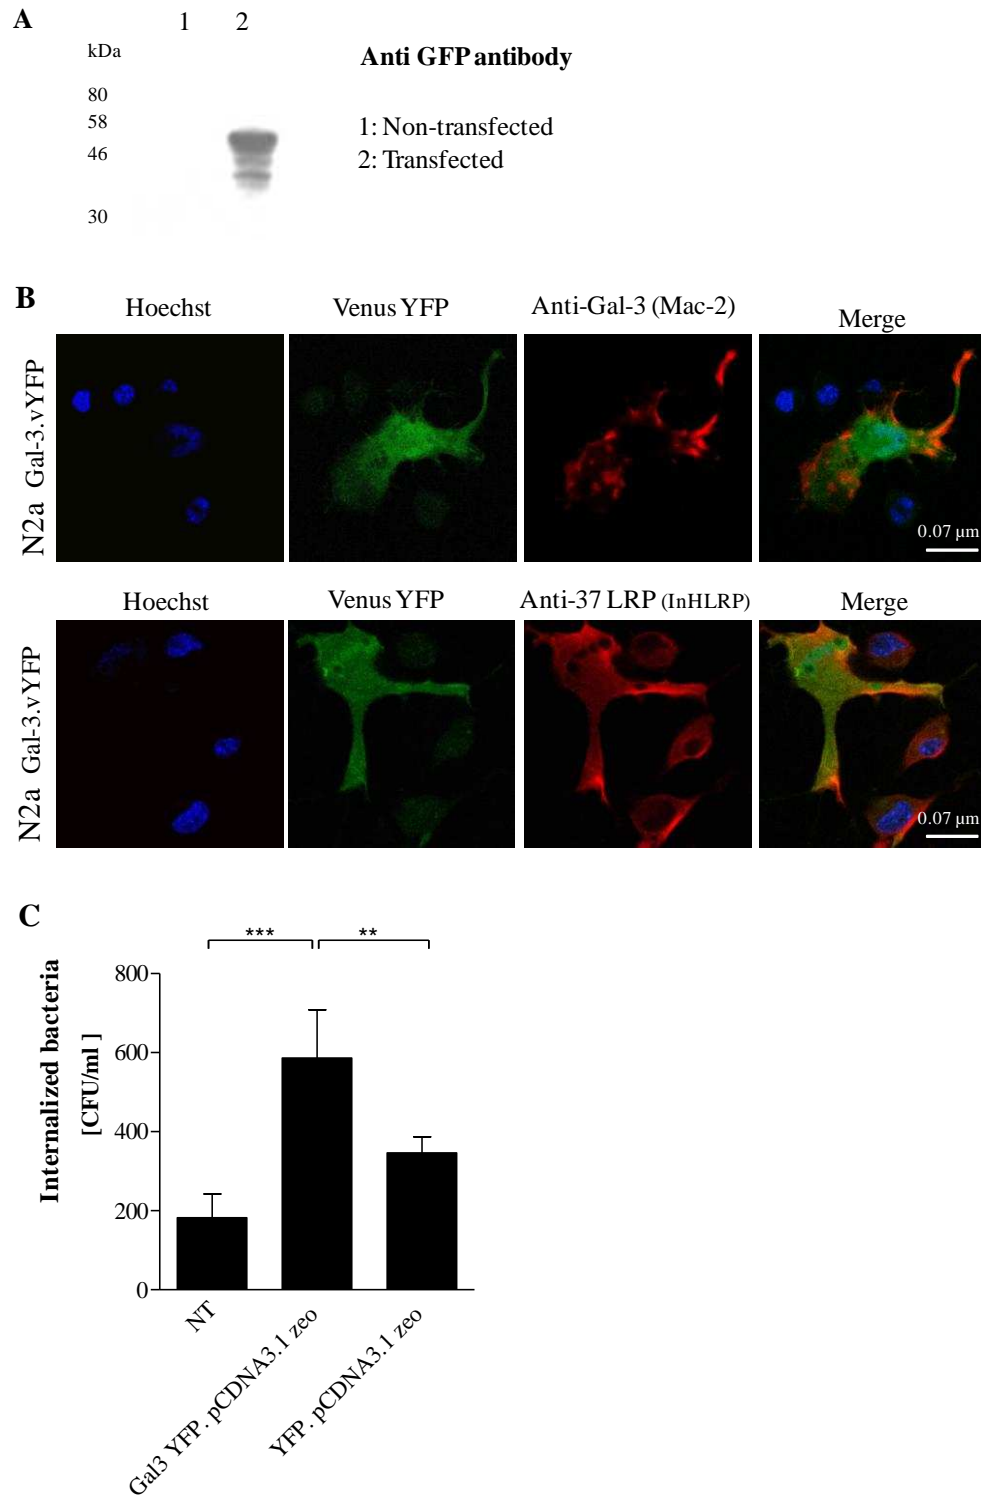 A
1 2
kDa
Anti GFP antibody
80
58
46
30
1: Non-transfected
2: Transfected
B
Hoechst Venus YFP Anti-Gal-3 (Mac-2) Merge
N2a Gal-3.vYFP
0.07 µm
Hoechst Venus YFP Anti-37 LRP (InHLRP) Merge
N2a Gal-3.vYFP
0.07 µm
C
*** **
Internalized bacteria
[CFU/ml ]
800
600
400
200
0
NT
Gal3 YFP . pCDNA3.1 zeo
YFP . pCDNA3.1 zeo